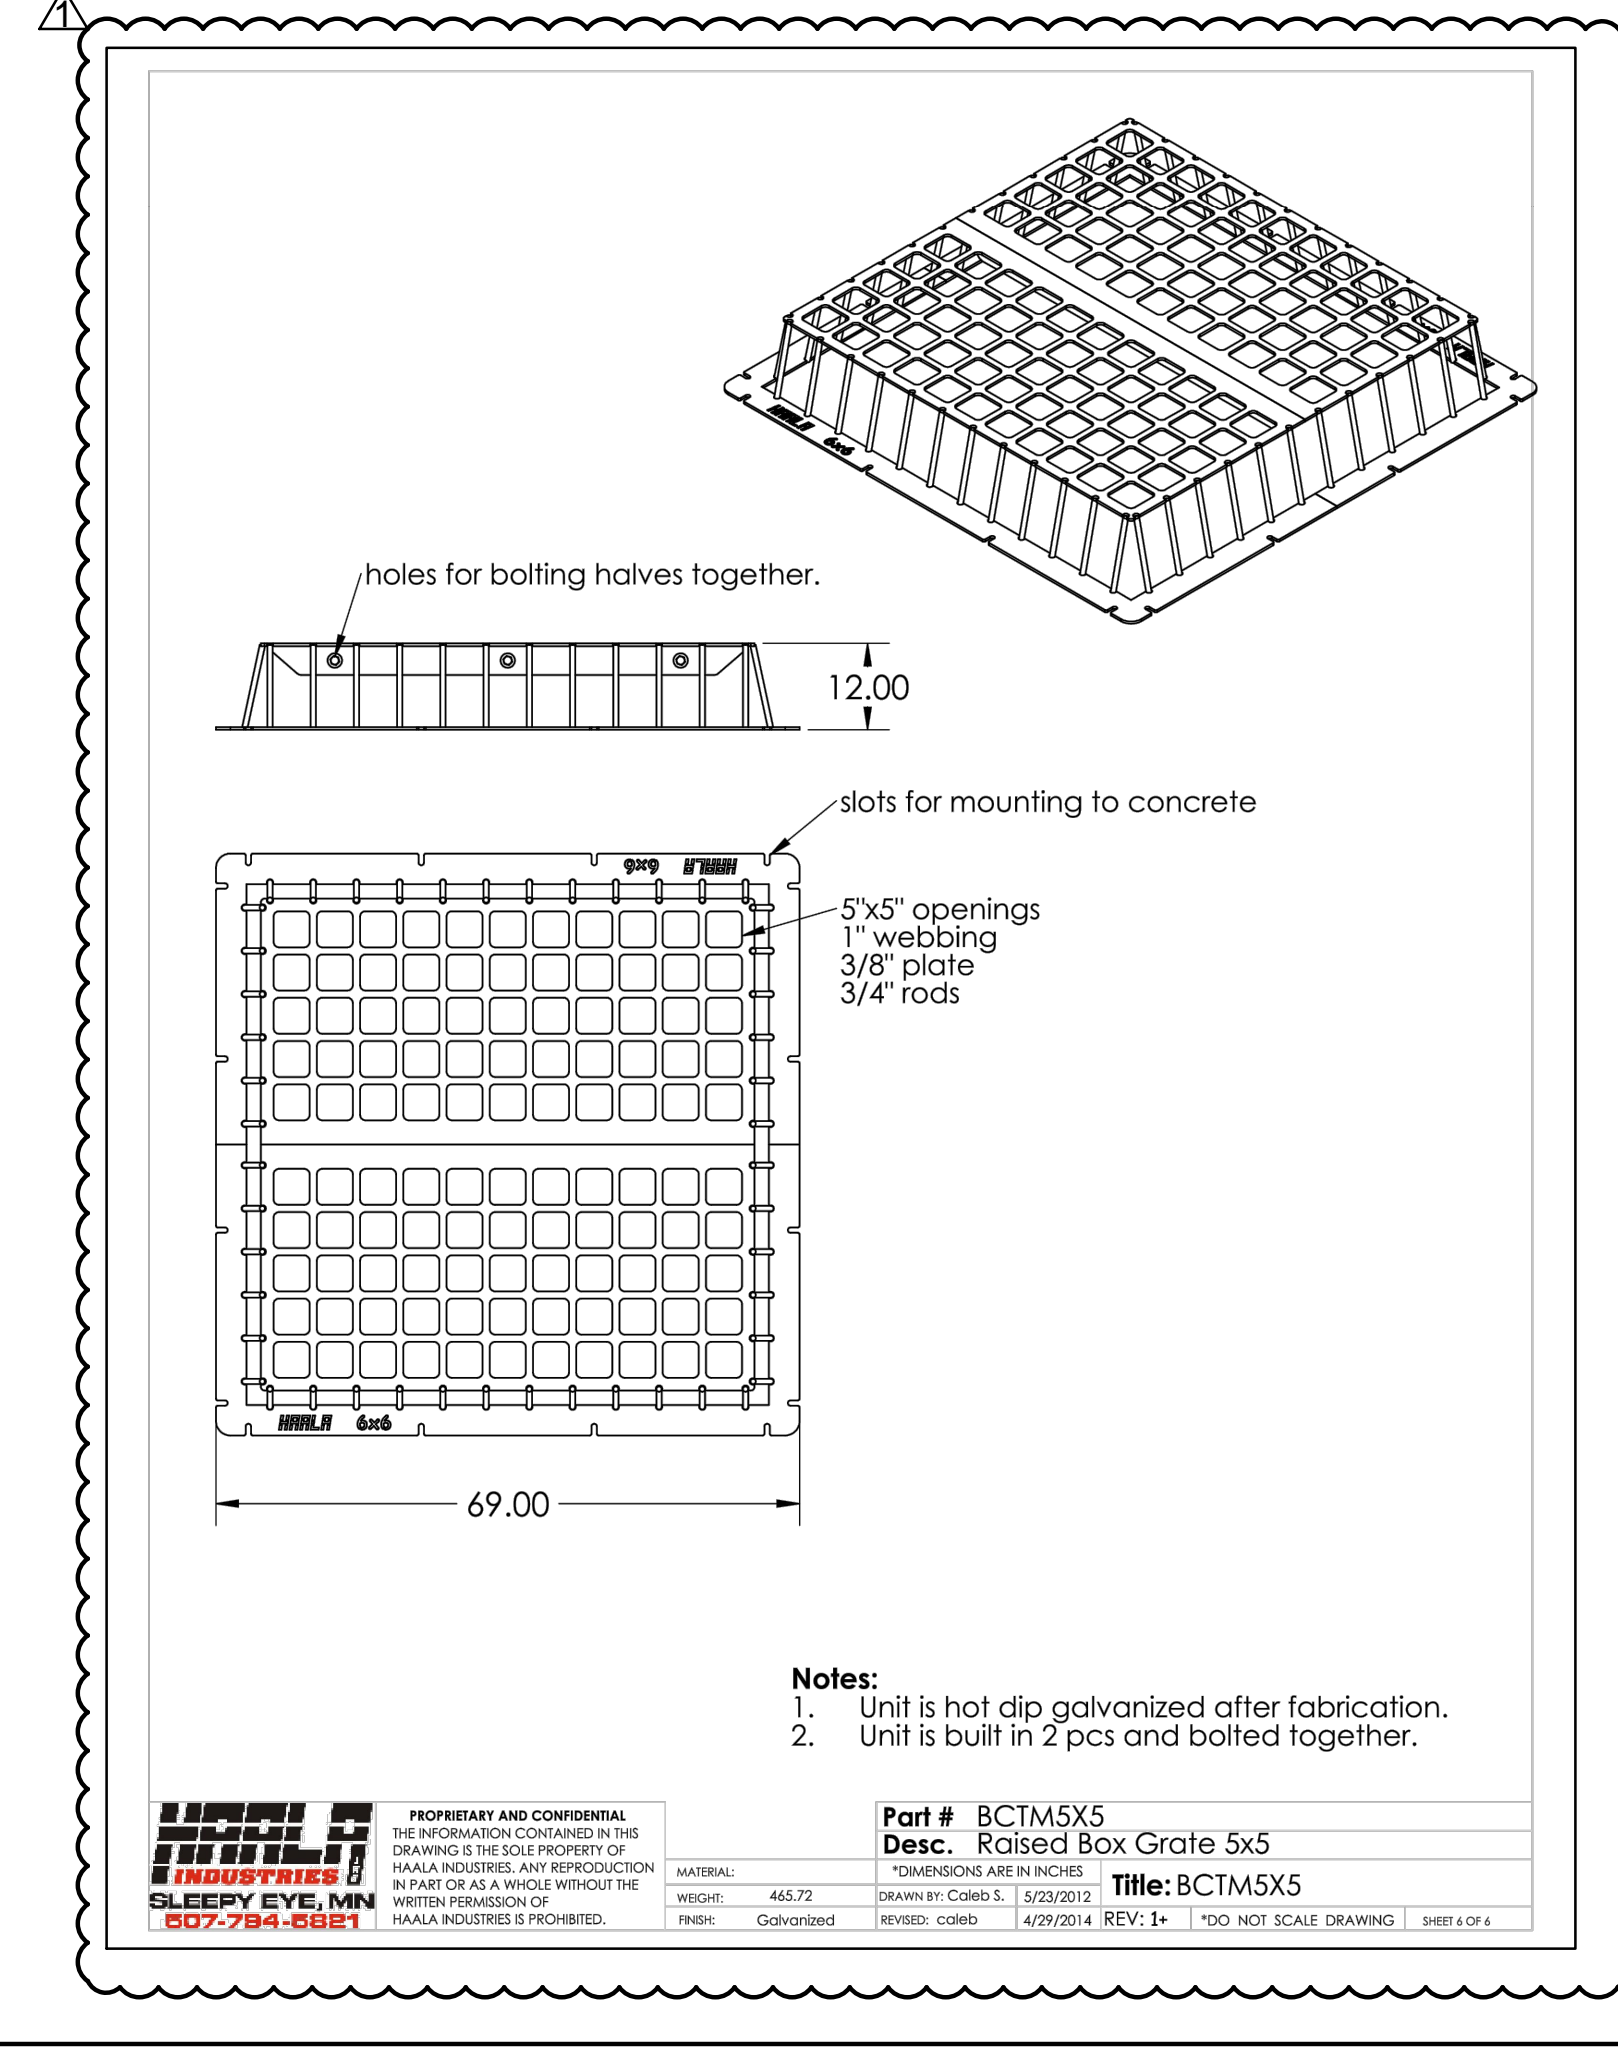 1
holes for bolting halves together.
12.00
HAALA
6x6
slots for mounting to concrete
6x6 HAALA
5"x5" openings
1" webbing
3/8" plate
3/4" rods
HAALA 6x6
69.00
Notes:
1. Unit is hot dip galvanized after fabrication.
2. Unit is built in 2 pcs and bolted together.
HAALA
INDUSTRIES
SLEEPY EYE, MN
507-794-5821
PROPRIETARY AND CONFIDENTIAL
THE INFORMATION CONTAINED IN THIS
DRAWING IS THE SOLE PROPERTY OF
HAALA INDUSTRIES. ANY REPRODUCTION
IN PART OR AS A WHOLE WITHOUT THE
WRITTEN PERMISSION OF
HAALA INDUSTRIES IS PROHIBITED.
Part # BCTM5X5
Desc. Raised Box Grate 5x5
MATERIAL:
*DIMENSIONS ARE IN INCHES
Title: BCTM5X5
WEIGHT: 465.72
DRAWN BY: Caleb S. 5/23/2012
FINISH: Galvanized
REVISED: caleb 4/29/2014
REV: 1+
*DO NOT SCALE DRAWING
SHEET 6 OF 6